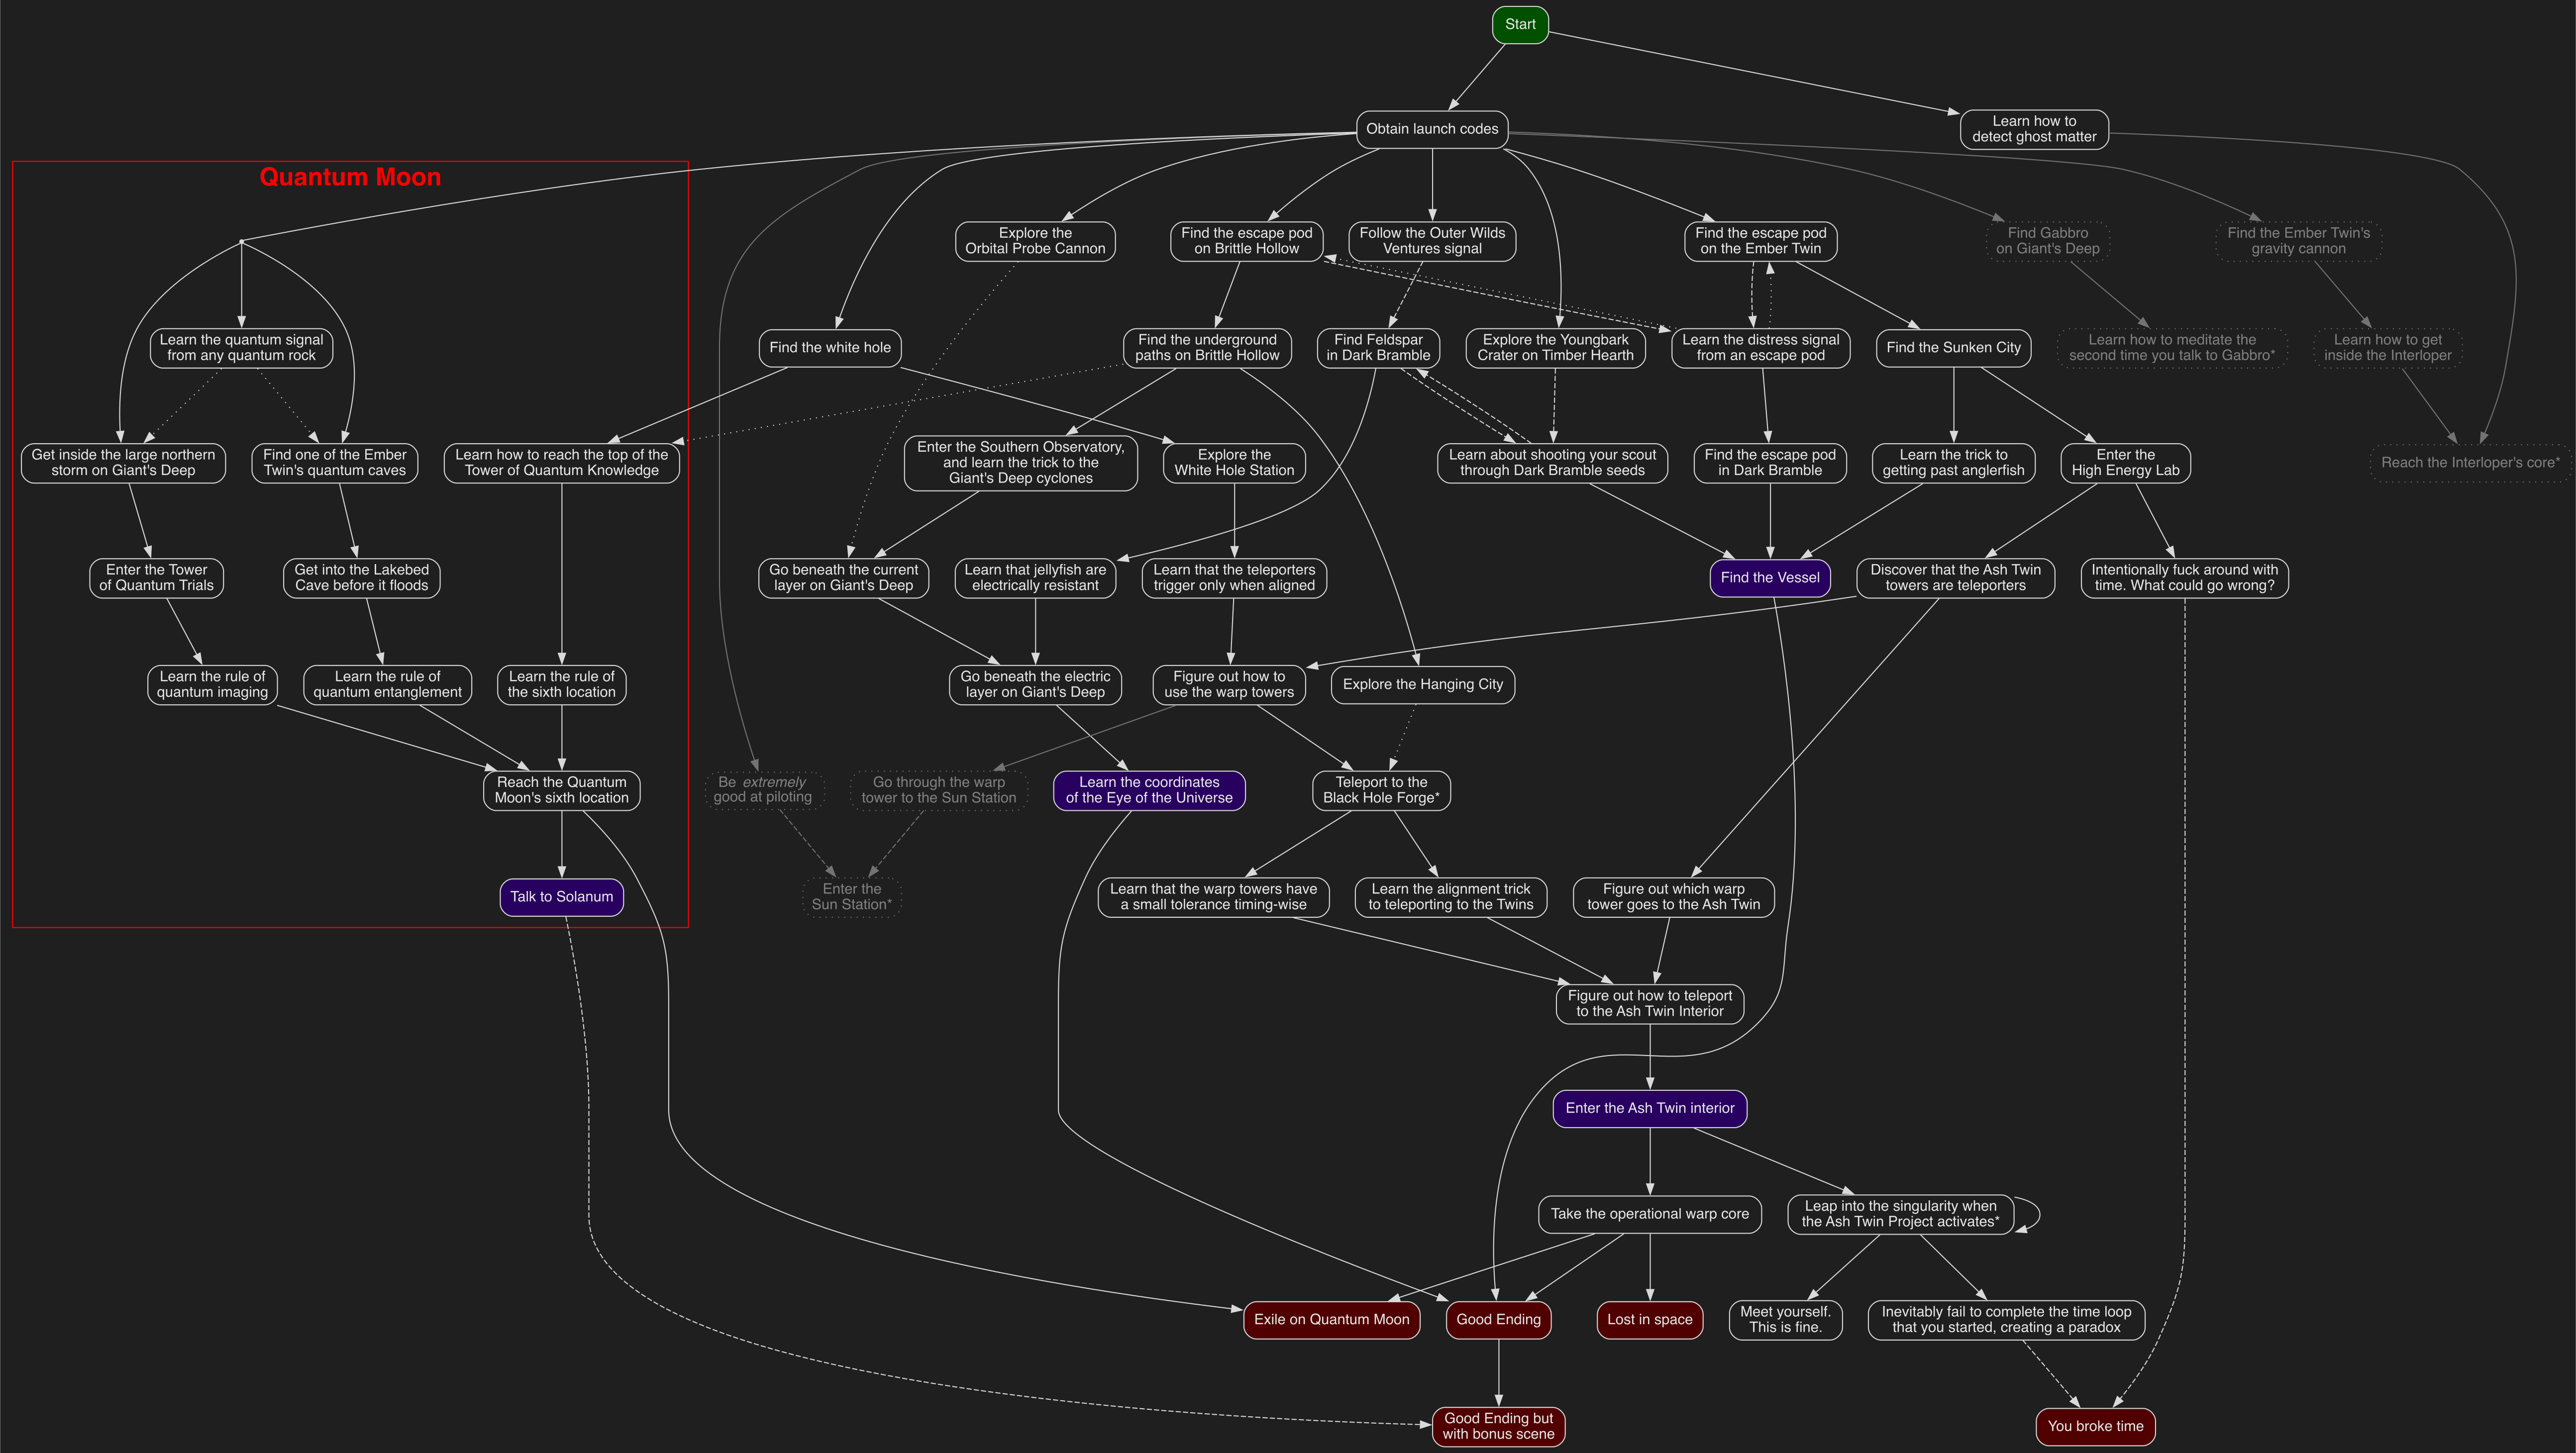 Start
Obtain launch codes
Learn how to
detect ghost matter
Quantum Moon
Explore the
Orbital Probe Cannon
Find the escape pod
on Brittle Hollow
Follow the Outer Wilds
Ventures signal
Find the escape pod
on the Ember Twin
Find Gabbro
on Giant's Deep
Find the Ember Twin's
gravity cannon
Learn the quantum signal
from any quantum rock
Find the white hole
Find the underground
paths on Brittle Hollow
Find Feldspar
in Dark Bramble
Explore the Youngbark
Crater on Timber Hearth
Learn the distress signal
from an escape pod
Find the Sunken City
Learn how to meditate the
second time you talk to Gabbro*
Learn how to get
inside the Interloper
Get inside the large northern
storm on Giant's Deep
Find one of the Ember
Twin's quantum caves
Learn how to reach the top of the
Tower of Quantum Knowledge
Enter the Southern Observatory,
and learn the trick to the
Giant's Deep cyclones
Explore the
White Hole Station
Learn about shooting your scout
through Dark Bramble seeds
Find the escape pod
in Dark Bramble
Learn the trick to
getting past anglerfish
Enter the
High Energy Lab
Reach the Interloper's core*
Enter the Tower
of Quantum Trials
Get into the Lakebed
Cave before it floods
Go beneath the current
layer on Giant's Deep
Learn that jellyfish are
electrically resistant
Learn that the teleporters
trigger only when aligned
Find the Vessel
Discover that the Ash Twin
towers are teleporters
Intentionally fuck around with
time. What could go wrong?
Learn the rule of
quantum imaging
Learn the rule of
quantum entanglement
Learn the rule of
the sixth location
Go beneath the electric
layer on Giant's Deep
Figure out how to
use the warp towers
Explore the Hanging City
Reach the Quantum
Moon's sixth location
Be extremely
good at piloting
Go through the warp
tower to the Sun Station
Learn the coordinates
of the Eye of the Universe
Teleport to the
Black Hole Forge*
Talk to Solanum
Enter the
Sun Station*
Learn that the warp towers have
a small tolerance timing-wise
Learn the alignment trick
to teleporting to the Twins
Figure out which warp
tower goes to the Ash Twin
Figure out how to teleport
to the Ash Twin Interior
Enter the Ash Twin interior
Take the operational warp core
Leap into the singularity when
the Ash Twin Project activates*
Exile on Quantum Moon
Good Ending
Lost in space
Meet yourself.
This is fine.
Inevitably fail to complete the time loop
that you started, creating a paradox
Good Ending but
with bonus scene
You broke time